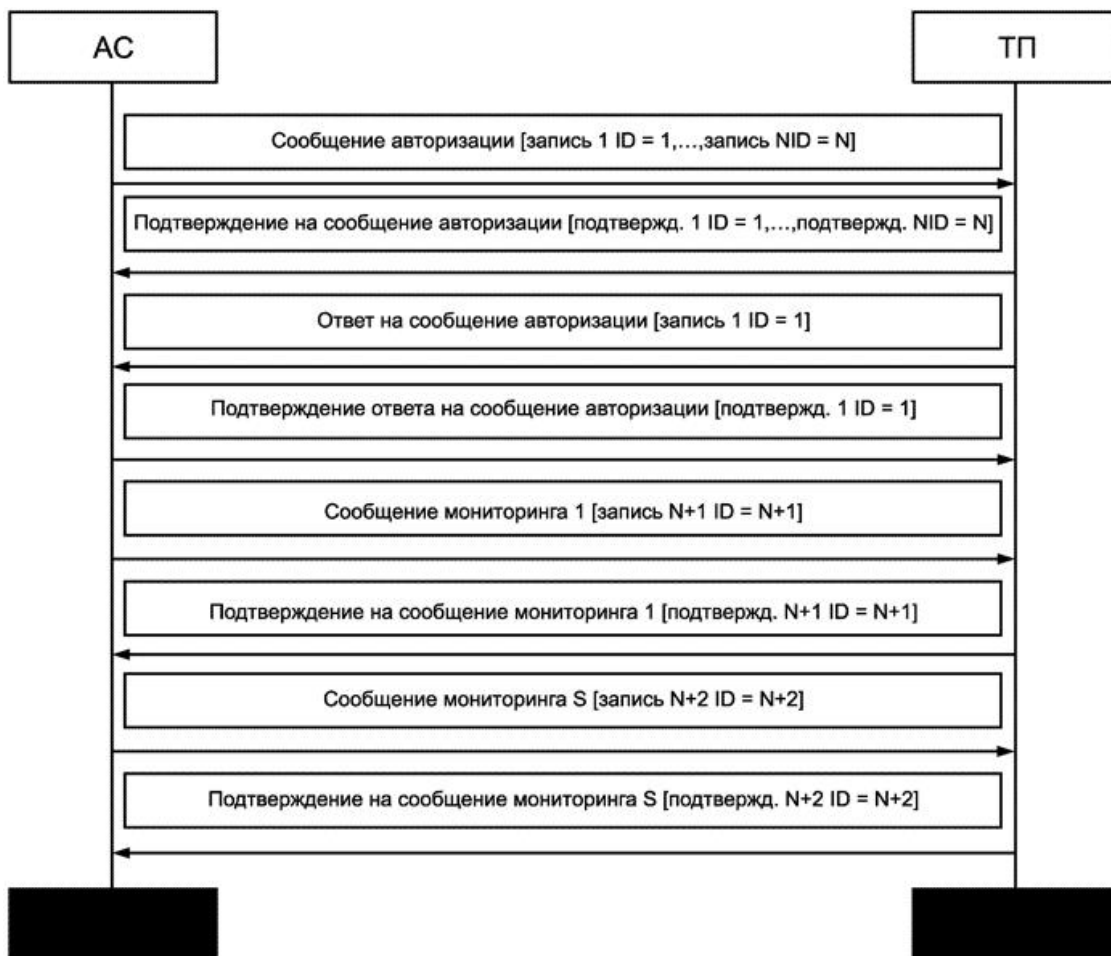 АС
ТП
Сообщение авторизации [запись 1 ID = 1,...,запись NID = N]
Подтверждение на сообщение авторизации [подтвержд. 1 ID = 1,...,подтвержд. NID = N]
Ответ на сообщение авторизации [запись 1 ID = 1]
Подтверждение ответа на сообщение авторизации [подтвержд. 1 ID = 1]
Сообщение мониторинга 1 [запись N+1 ID = N+1]
Подтверждение на сообщение мониторинга 1 [подтвержд. N+1 ID = N+1]
Сообщение мониторинга S [запись N+2 ID = N+2]
Подтверждение на сообщение мониторинга S [подтвержд. N+2 ID = N+2]